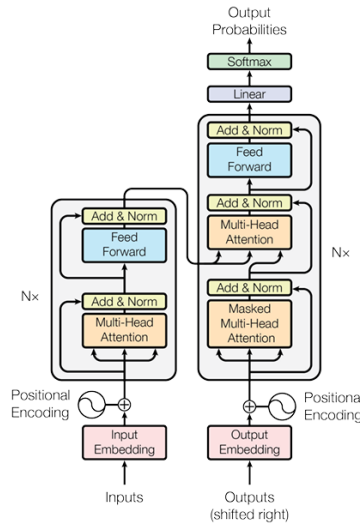 Output
Probabilities
Softmax
Linear
Add & Norm
Feed
Forward
Add & Norm
Multi-Head
Attention
Add & Norm
Masked
Multi-Head
Attention
N×
Add & Norm
Feed
Forward
N×
Add & Norm
Multi-Head
Attention
Positional
Encoding
Positional
Encoding
Input
Embedding
Output
Embedding
Inputs
Outputs
(shifted right)